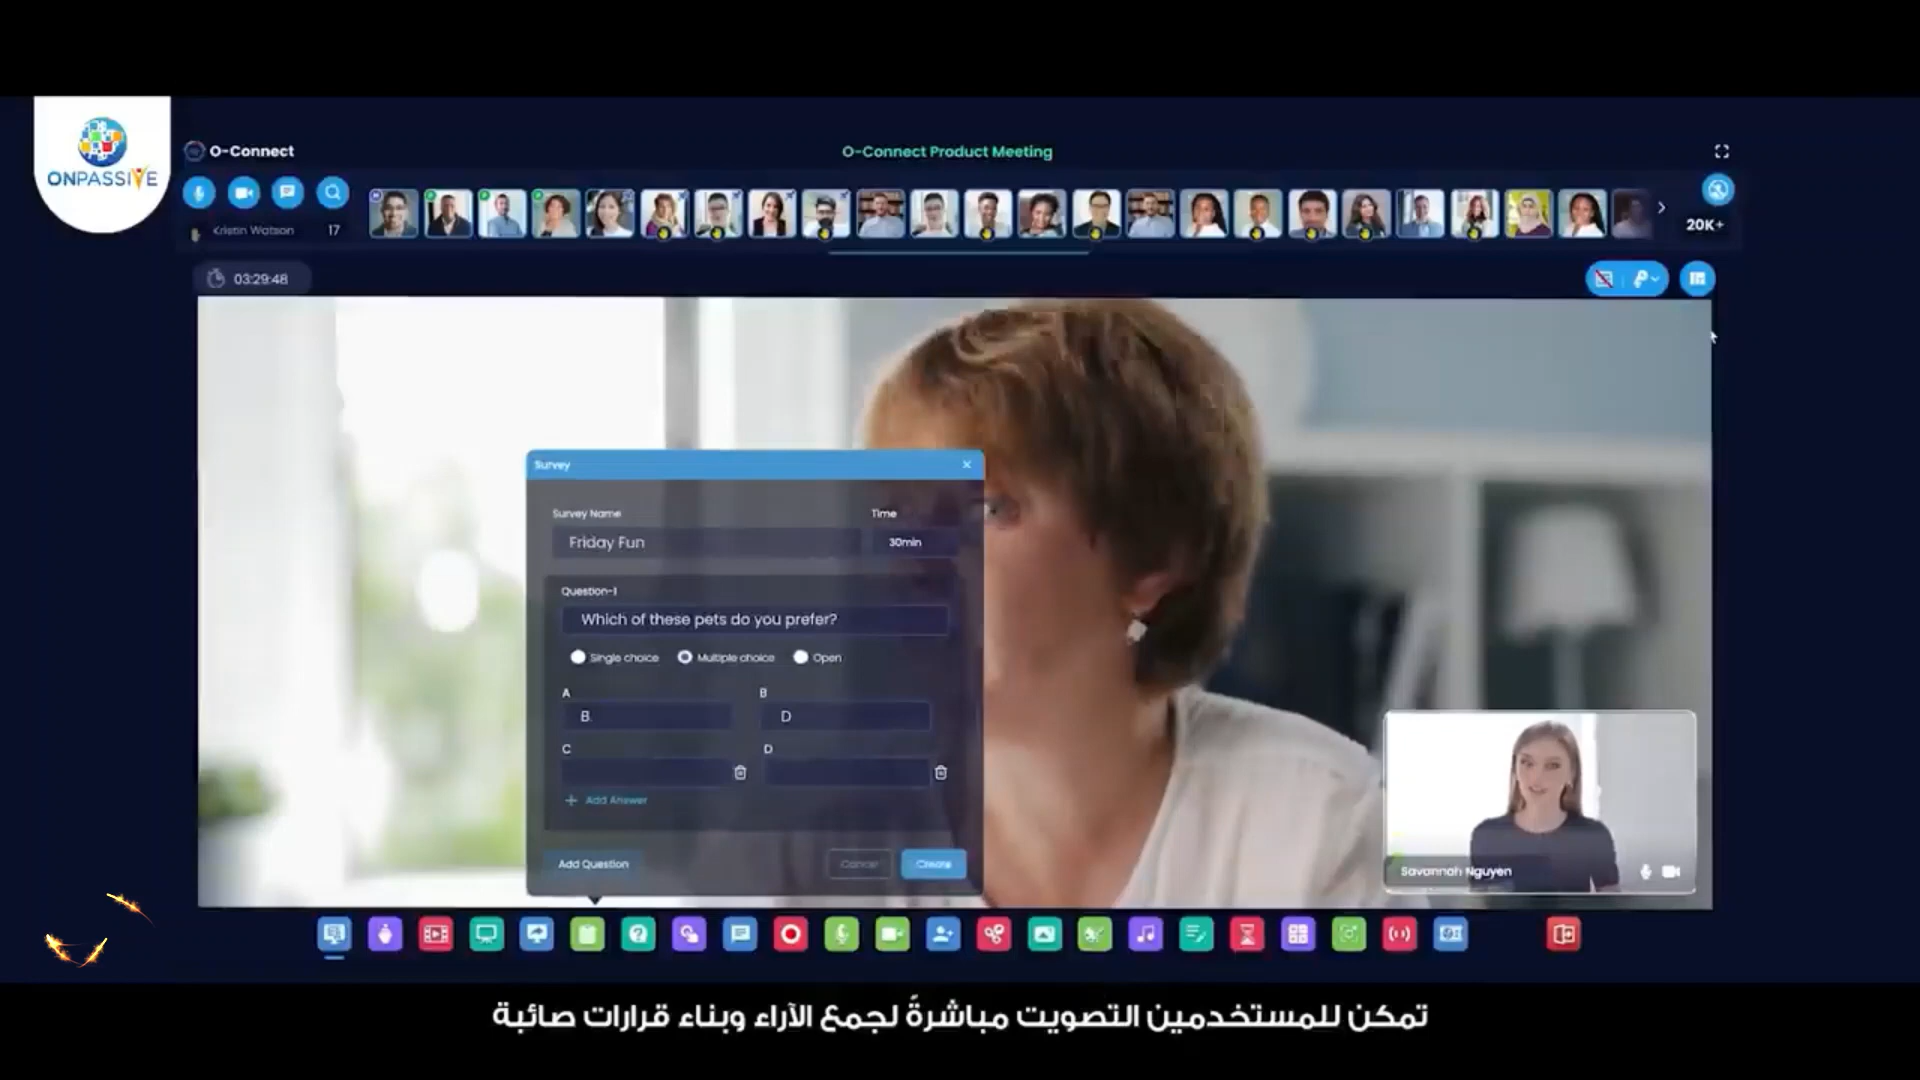 ONPASSIVE
O-Connect
O-Connect Product Meeting
Kristin Watson 17
20K+
03:29:48
Survey
Survey Name Time
Friday Fun 30min
Question-1
Which of these pets do you prefer?
Single choice Multiple choice Open
A B
B. D
C D
+ Add Answer
Add Question Cancel Create
Savannah Nguyen
تمكن للمستخدمين التصويت مباشرةً لجمع الآراء وبناء قرارات صائبة